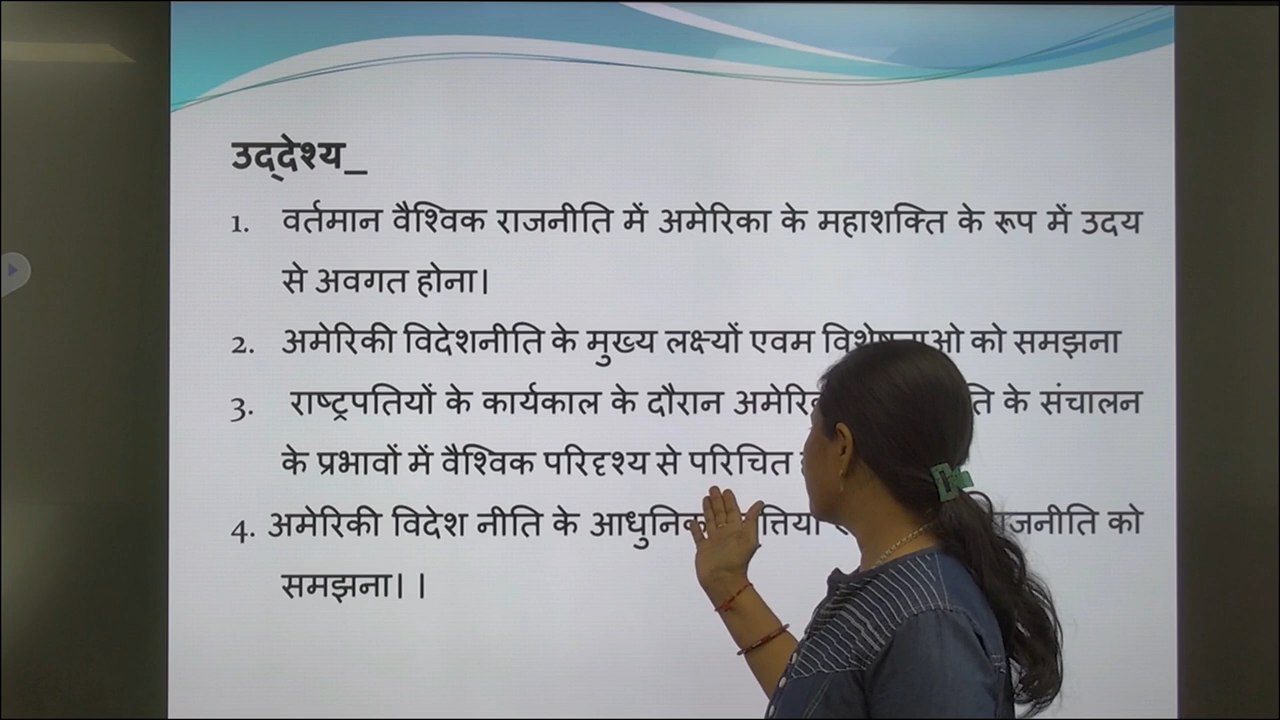 उद्देश्य_
1. वर्तमान वैश्विक राजनीति में अमेरिका के महाशक्ति के रूप में उदय
से अवगत होना।
2. अमेरिकी विदेशनीति के मुख्य लक्ष्यों एवम को समझना
3. राष्ट्रपतियों के कार्यकाल के दौरान के संचालन
के प्रभावों में वैश्विक परिदृश्य से परिचित
4. अमेरिकी विदेश नीति के को
समझना। ।